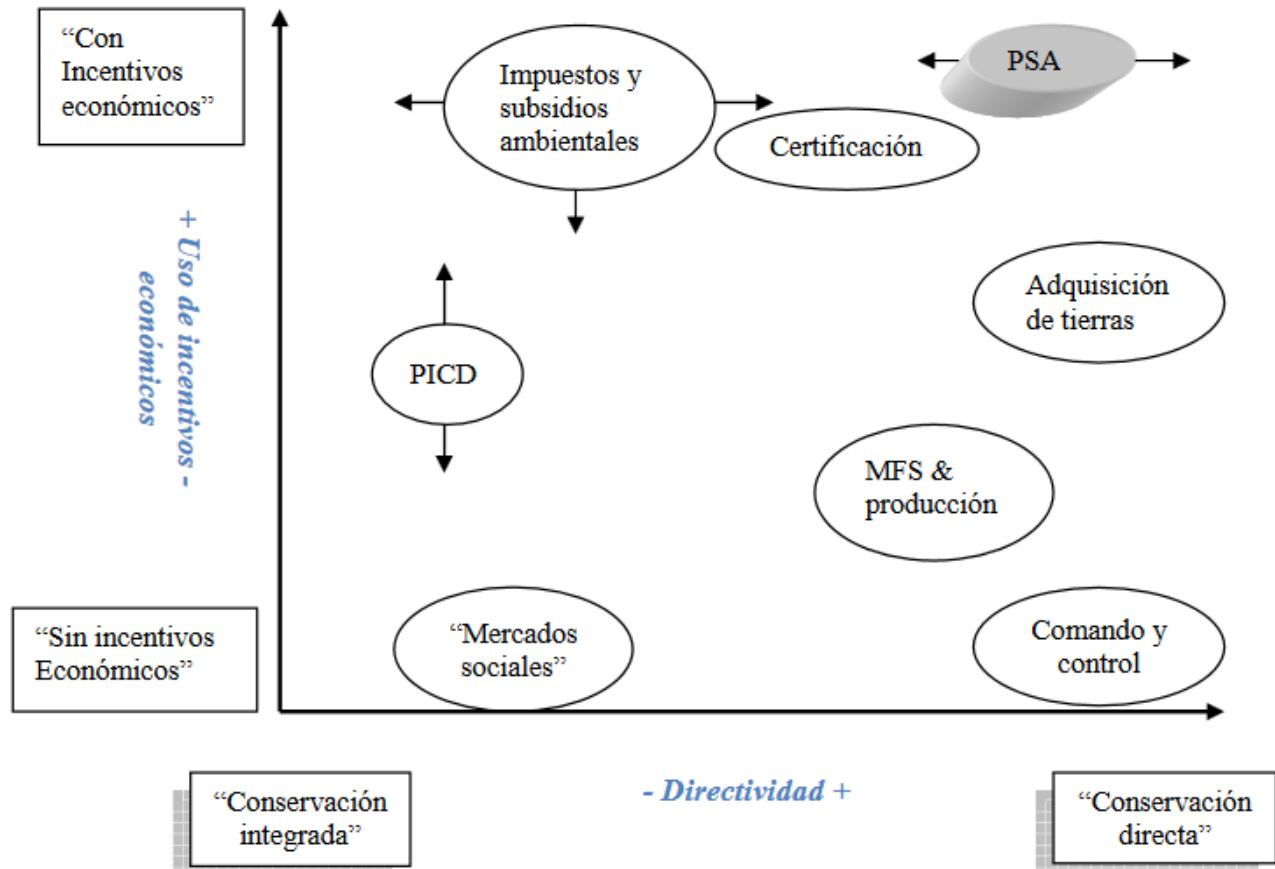 “Con
Incentivos
económicos”
Impuestos y
subsidios
ambientales
PSA
Certificación
+ Uso de incentivos -
económicos
Adquisición
de tierras
PICD
MFS &
producción
“Sin incentivos
Económicos”
“Mercados
sociales”
Comando y
control
- Directividad +
“Conservación
integrada”
“Conservación
directa”